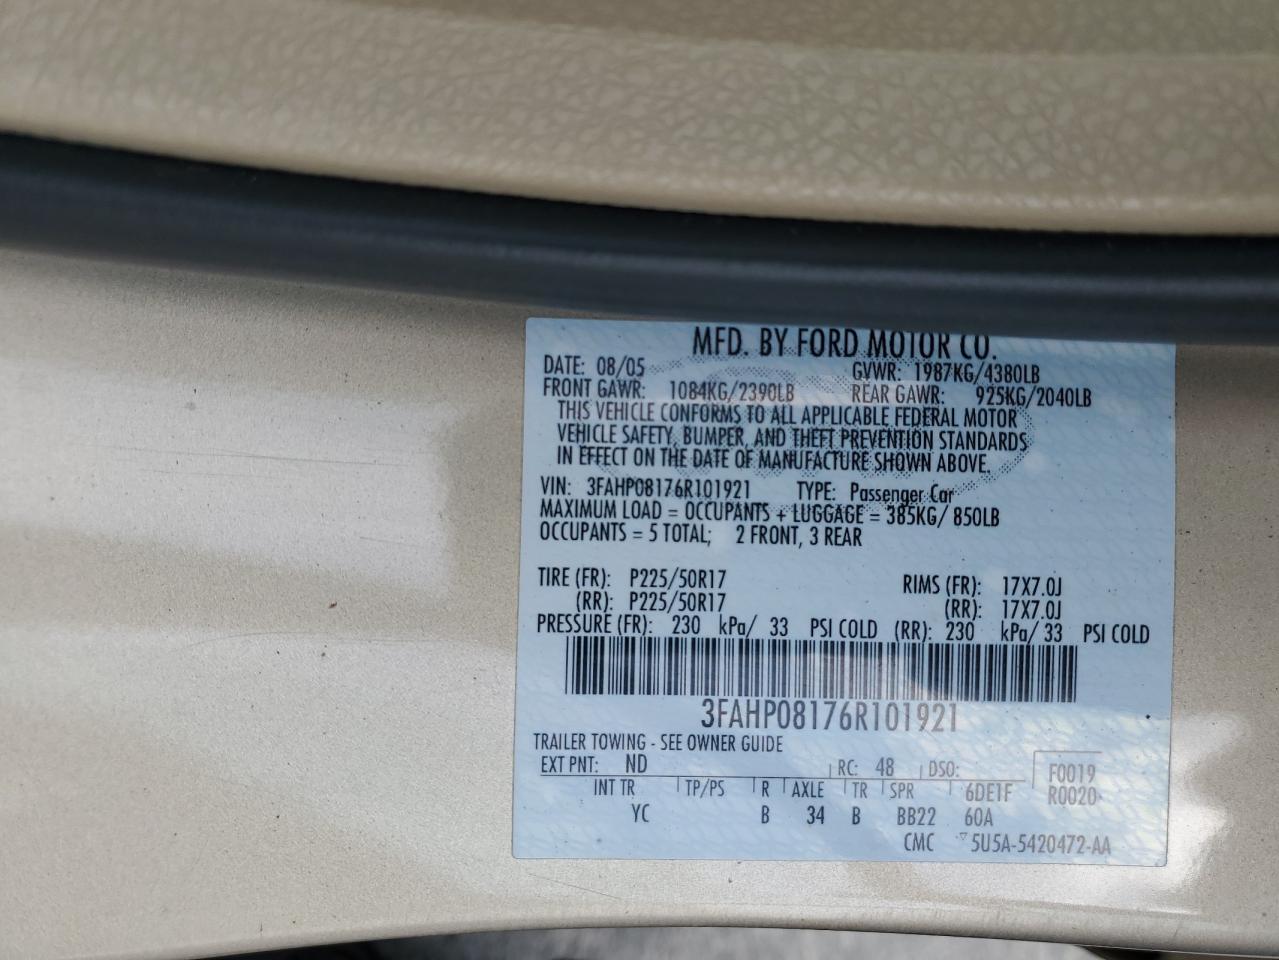 MFD. BY FORD MOTOR CO.
DATE: 08/05 GVWR: 1987KG/4380LB
FRONT GAWR: 1084KG/2390LB REAR GAWR: 925KG/2040LB
THIS VEHICLE CONFORMS TO ALL APPLICABLE FEDERAL MOTOR
VEHICLE SAFETY, BUMPER, AND THEFT PREVENTION STANDARDS
IN EFFECT ON THE DATE OF MANUFACTURE SHOWN ABOVE.
VIN: 3FAHP08176R101921 TYPE: Passenger Car
MAXIMUM LOAD = OCCUPANTS + LUGGAGE = 385KG/ 850LB
OCCUPANTS = 5 TOTAL; 2 FRONT, 3 REAR
TIRE (FR): P225/50R17 RIMS (FR): 17X7.0J
(RR): P225/50R17 (RR): 17X7.0J
PRESSURE (FR): 230 kPa/ 33 PSI COLD (RR): 230 kPa/ 33 PSI COLD
3FAHP08176R101921
TRAILER TOWING - SEE OWNER GUIDE
EXT PNT: ND RC: 48 DSO: F0019
INT TR TP/PS R AXLE TR SPR 6DE1F R0020
YC B 34 B BB22 60A
CMC 5U5A-5420472-AA